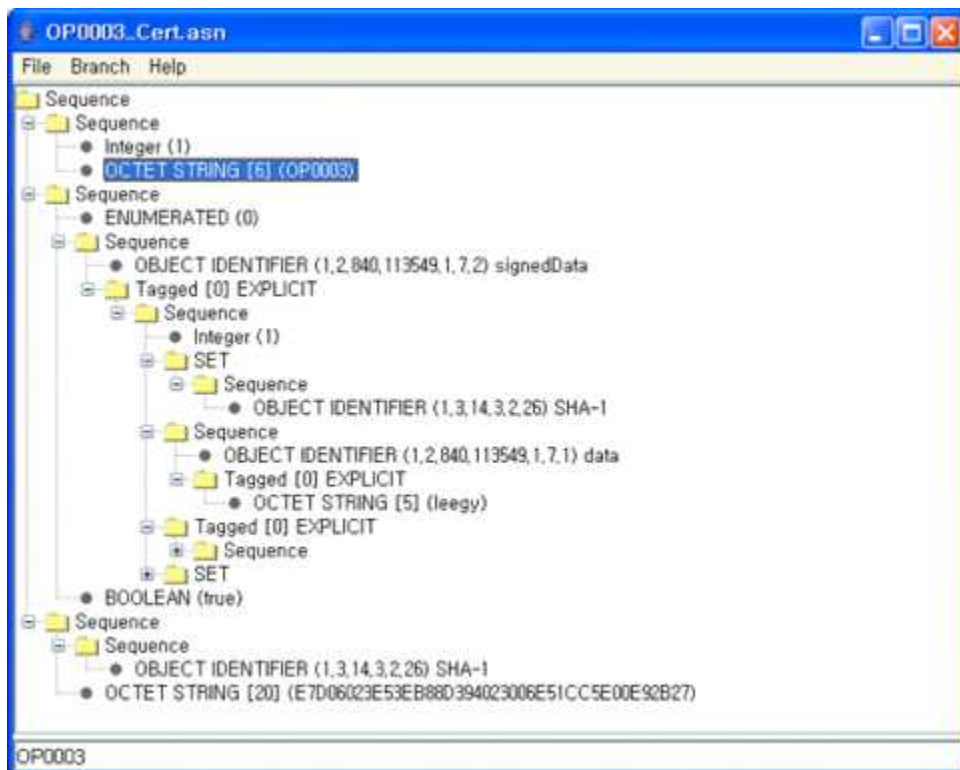 OP0003_Cert.asn
File Branch Help
Sequence
Sequence
Integer (1)
OCTET STRING [6] (OP0003)
Sequence
ENUMERATED (0)
Sequence
OBJECT IDENTIFIER (1,2,840,113549,1,7,2) signedData
Tagged [0] EXPLICIT
Sequence
Integer (1)
SET
Sequence
OBJECT IDENTIFIER (1,3,14,3,2,26) SHA-1
Sequence
OBJECT IDENTIFIER (1,2,840,113549,1,7,1) data
Tagged [0] EXPLICIT
OCTET STRING [5] (leegy)
Tagged [0] EXPLICIT
Sequence
SET
BOOLEAN (true)
Sequence
Sequence
OBJECT IDENTIFIER (1,3,14,3,2,26) SHA-1
OCTET STRING [20] (E7D06023E53EB88D394023006E51CC5E00E92B27)
OP0003